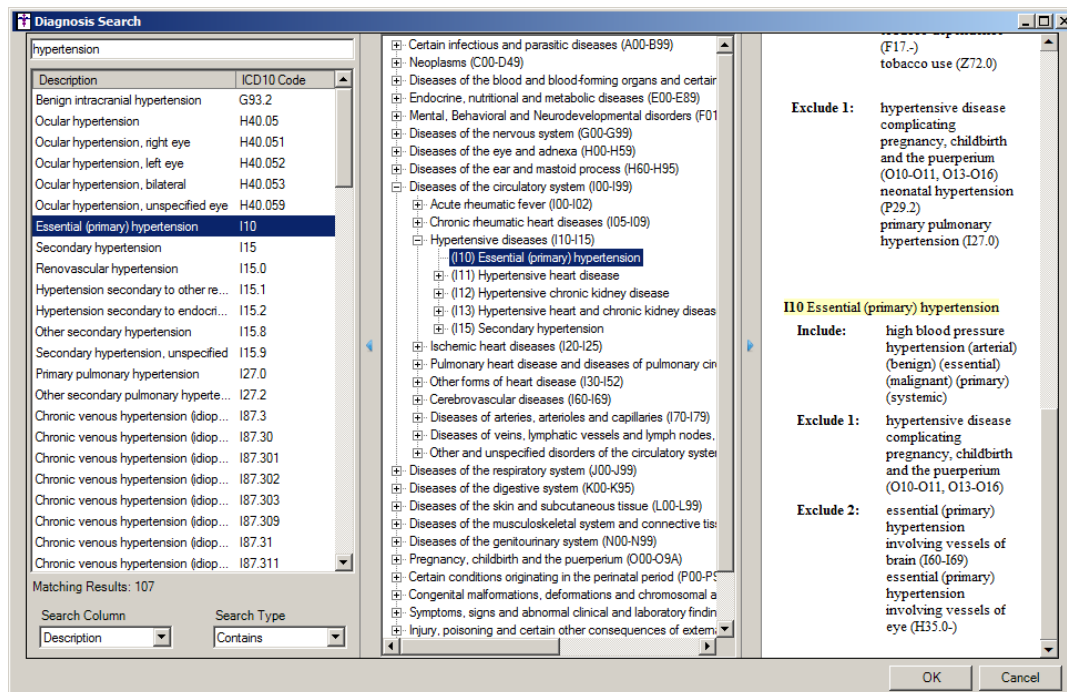 Diagnosis Search
hypertension
Description ICD10 Code
Benign intracranial hypertension G93.2
Ocular hypertension H40.05
Ocular hypertension, right eye H40.051
Ocular hypertension, left eye H40.052
Ocular hypertension, bilateral H40.053
Ocular hypertension, unspecified eye H40.059
Essential (primary) hypertension I10
Secondary hypertension I15
Renovascular hypertension I15.0
Hypertension secondary to other re... I15.1
Hypertension secondary to endocri... I15.2
Other secondary hypertension I15.8
Secondary hypertension, unspecified I15.9
Primary pulmonary hypertension I27.0
Other secondary pulmonary hyperte... I27.2
Chronic venous hypertension (idiop... I87.3
Chronic venous hypertension (idiop... I87.30
Chronic venous hypertension (idiop... I87.301
Chronic venous hypertension (idiop... I87.302
Chronic venous hypertension (idiop... I87.303
Chronic venous hypertension (idiop... I87.309
Chronic venous hypertension (idiop... I87.31
Chronic venous hypertension (idiop... I87.311
Matching Results: 107
Search Column Search Type
Description Contains
Certain infectious and parasitic diseases (A00-B99)
Neoplasms (C00-D49)
Diseases of the blood and blood-forming organs and certain
Endocrine, nutritional and metabolic diseases (E00-E89)
Mental, Behavioral and Neurodevelopmental disorders (F01
Diseases of the nervous system (G00-G99)
Diseases of the eye and adnexa (H00-H59)
Diseases of the ear and mastoid process (H60-H95)
Diseases of the circulatory system (I00-I99)
Acute rheumatic fever (I00-I02)
Chronic rheumatic heart diseases (I05-I09)
Hypertensive diseases (I10-I15)
(I10) Essential (primary) hypertension
(I11) Hypertensive heart disease
(I12) Hypertensive chronic kidney disease
(I13) Hypertensive heart and chronic kidney diseas
(I15) Secondary hypertension
Ischemic heart diseases (I20-I25)
Pulmonary heart disease and diseases of pulmonary cir
Other forms of heart disease (I30-I52)
Cerebrovascular diseases (I60-I69)
Diseases of arteries, arterioles and capillaries (I70-I79)
Diseases of veins, lymphatic vessels and lymph nodes,
Other and unspecified disorders of the circulatory syste
Diseases of the respiratory system (J00-J99)
Diseases of the digestive system (K00-K95)
Diseases of the skin and subcutaneous tissue (L00-L99)
Diseases of the musculoskeletal system and connective tis
Diseases of the genitourinary system (N00-N99)
Pregnancy, childbirth and the puerperium (O00-O9A)
Certain conditions originating in the perinatal period (P00-P
Congenital malformations, deformations and chromosomal a
Symptoms, signs and abnormal clinical and laboratory findin
Injury, poisoning and certain other consequences of extern
(F17.-)
tobacco use (Z72.0)
Exclude 1: hypertensive disease
complicating
pregnancy, childbirth
and the puerperium
(O10-O11, O13-O16)
neonatal hypertension
(P29.2)
primary pulmonary
hypertension (I27.0)
I10 Essential (primary) hypertension
Include: high blood pressure
hypertension (arterial)
(benign) (essential)
(malignant) (primary)
(systemic)
Exclude 1: hypertensive disease
complicating
pregnancy, childbirth
and the puerperium
(O10-O11, O13-O16)
Exclude 2: essential (primary)
hypertension
involving vessels of
brain (I60-I69)
essential (primary)
hypertension
involving vessels of
eye (H35.0-)
OK Cancel